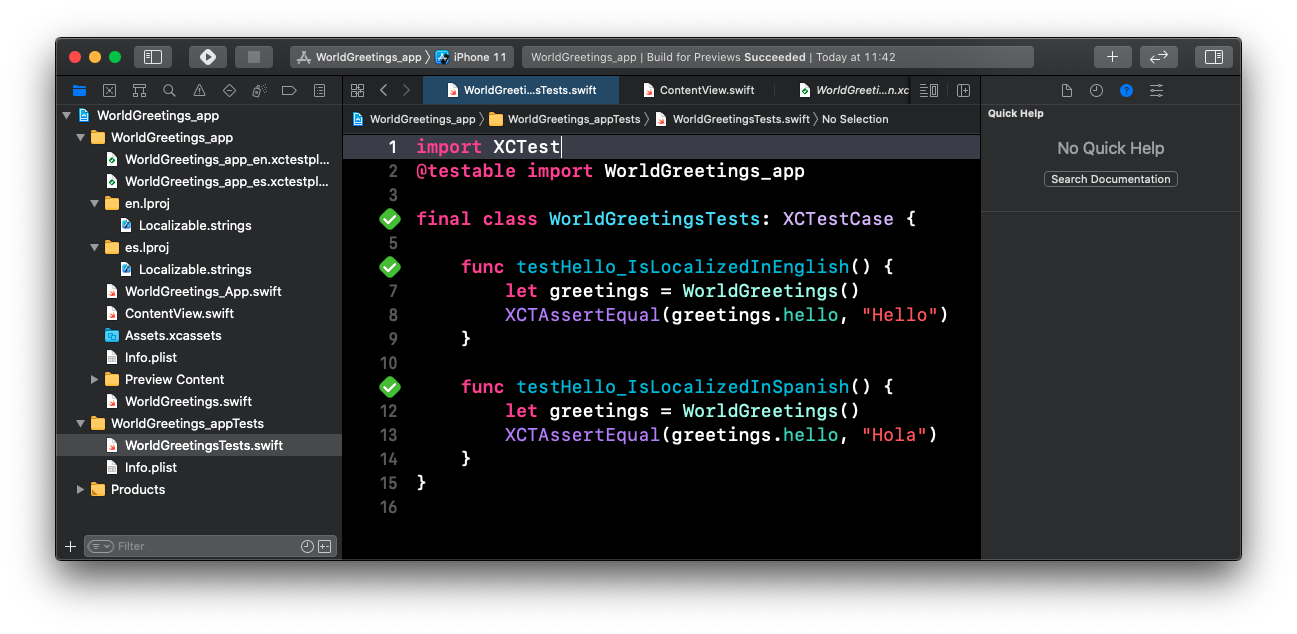 WorldGreetings_app 〉 iPhone 11
WorldGreetings_app | Build for Previews Succeeded | Today at 11:42
WorldGreeti...sTests.swift
ContentView.swift
WorldGreeti...n.xc
WorldGreetings_app 〉 WorldGreetings_appTests 〉 WorldGreetingsTests.swift 〉 No Selection
WorldGreetings_app
WorldGreetings_app
WorldGreetings_app_en.xctestpl...
WorldGreetings_app_es.xctestpl...
en.lproj
Localizable.strings
es.lproj
Localizable.strings
WorldGreetings_App.swift
ContentView.swift
Assets.xcassets
Info.plist
Preview Content
WorldGreetings.swift
WorldGreetings_appTests
WorldGreetingsTests.swift
Info.plist
Products
Filter
1 import XCTest
2 @testable import WorldGreetings_app
3
final class WorldGreetingsTests: XCTestCase {
5
func testHello_IsLocalizedInEnglish() {
7 let greetings = WorldGreetings()
8 XCTAssertEqual(greetings.hello, "Hello")
9 }
10
func testHello_IsLocalizedInSpanish() {
12 let greetings = WorldGreetings()
13 XCTAssertEqual(greetings.hello, "Hola")
14 }
15 }
16
Quick Help
No Quick Help
Search Documentation